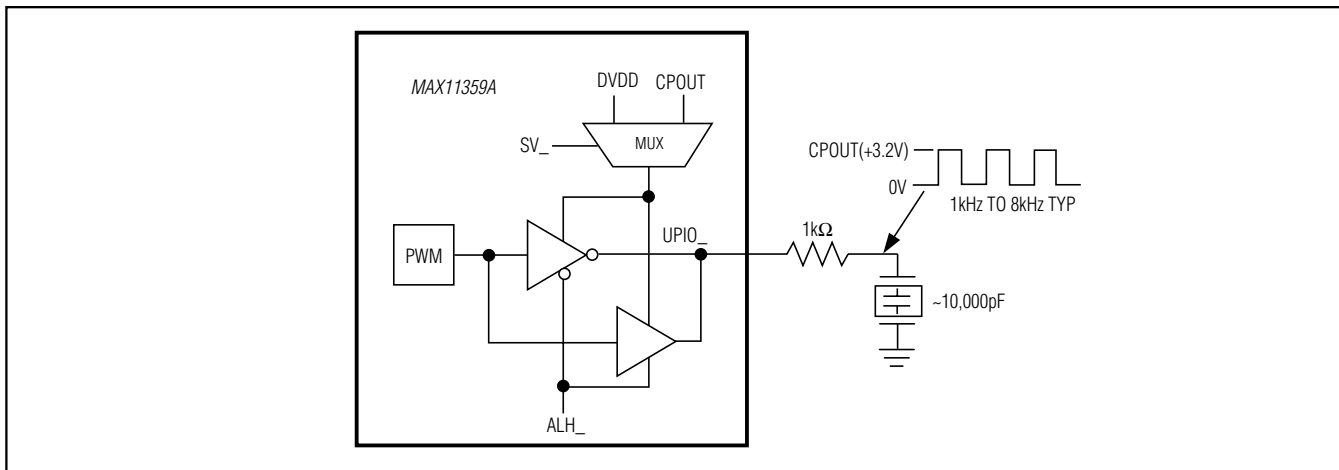 MAX11359A
DVDD
CPOUT
SV_
MUX
CPOUT(+3.2V)
0V
1kHz TO 8kHz TYP
1kΩ
UPIO_
PWM
~10,000pF
ALH_